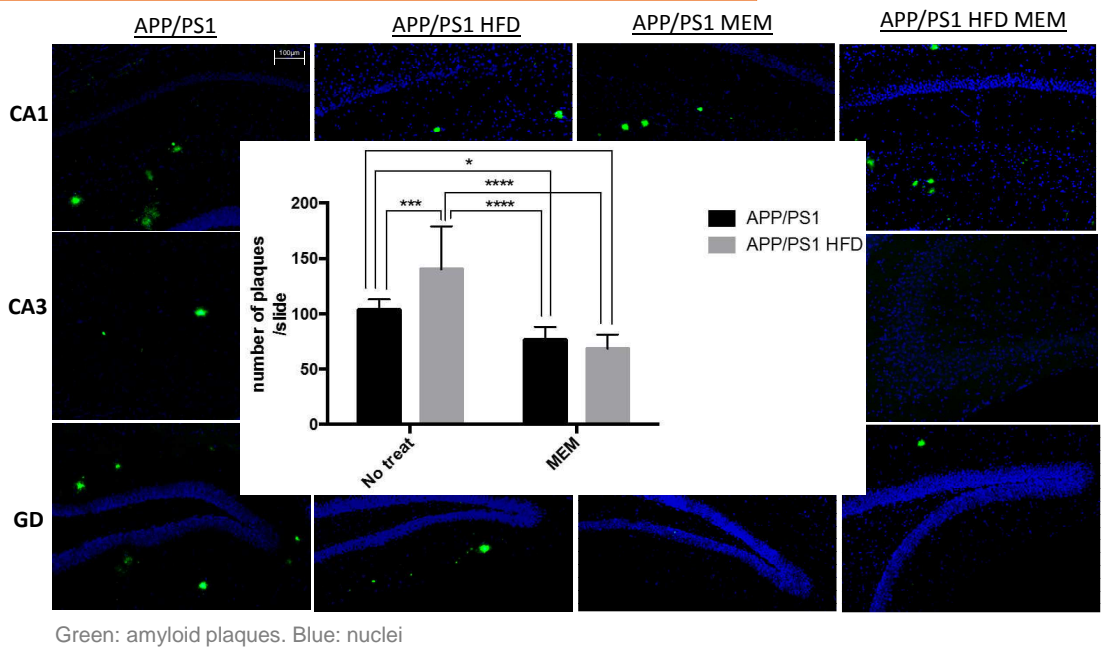 APP/PS1 APP/PS1 HFD APP/PS1 MEM APP/PS1 HFD MEM
100µm
CA1
CA3
GD
*
****
*** ****
200
150
100
50
0
number of plaques
/slide
No treat MEM
APP/PS1
APP/PS1 HFD
Green: amyloid plaques. Blue: nuclei